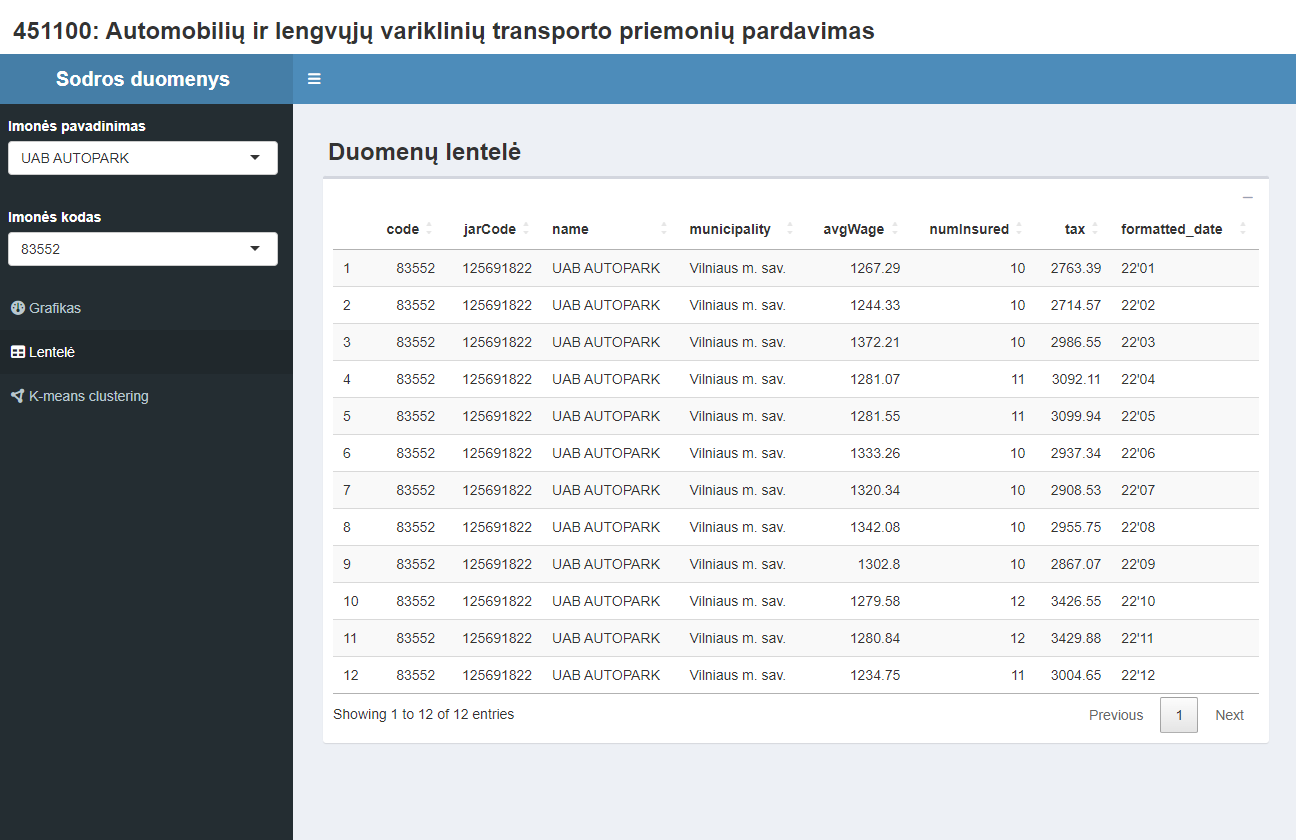 451100: Automobilių ir lengvųjų variklinių transporto priemonių pardavimas
Sodros duomenys
Imonės pavadinimas
UAB AUTOPARK
Imonės kodas
83552
Grafikas
Lentelė
K-means clustering
Duomenų lentelė
code jarCode name municipality avgWage numInsured tax formatted_date
1 83552 125691822 UAB AUTOPARK Vilniaus m. sav. 1267.29 10 2763.39 22'01
2 83552 125691822 UAB AUTOPARK Vilniaus m. sav. 1244.33 10 2714.57 22'02
3 83552 125691822 UAB AUTOPARK Vilniaus m. sav. 1372.21 10 2986.55 22'03
4 83552 125691822 UAB AUTOPARK Vilniaus m. sav. 1281.07 11 3092.11 22'04
5 83552 125691822 UAB AUTOPARK Vilniaus m. sav. 1281.55 11 3099.94 22'05
6 83552 125691822 UAB AUTOPARK Vilniaus m. sav. 1333.26 10 2937.34 22'06
7 83552 125691822 UAB AUTOPARK Vilniaus m. sav. 1320.34 10 2908.53 22'07
8 83552 125691822 UAB AUTOPARK Vilniaus m. sav. 1342.08 10 2955.75 22'08
9 83552 125691822 UAB AUTOPARK Vilniaus m. sav. 1302.8 10 2867.07 22'09
10 83552 125691822 UAB AUTOPARK Vilniaus m. sav. 1279.58 12 3426.55 22'10
11 83552 125691822 UAB AUTOPARK Vilniaus m. sav. 1280.84 12 3429.88 22'11
12 83552 125691822 UAB AUTOPARK Vilniaus m. sav. 1234.75 11 3004.65 22'12
Showing 1 to 12 of 12 entries
Previous 1 Next